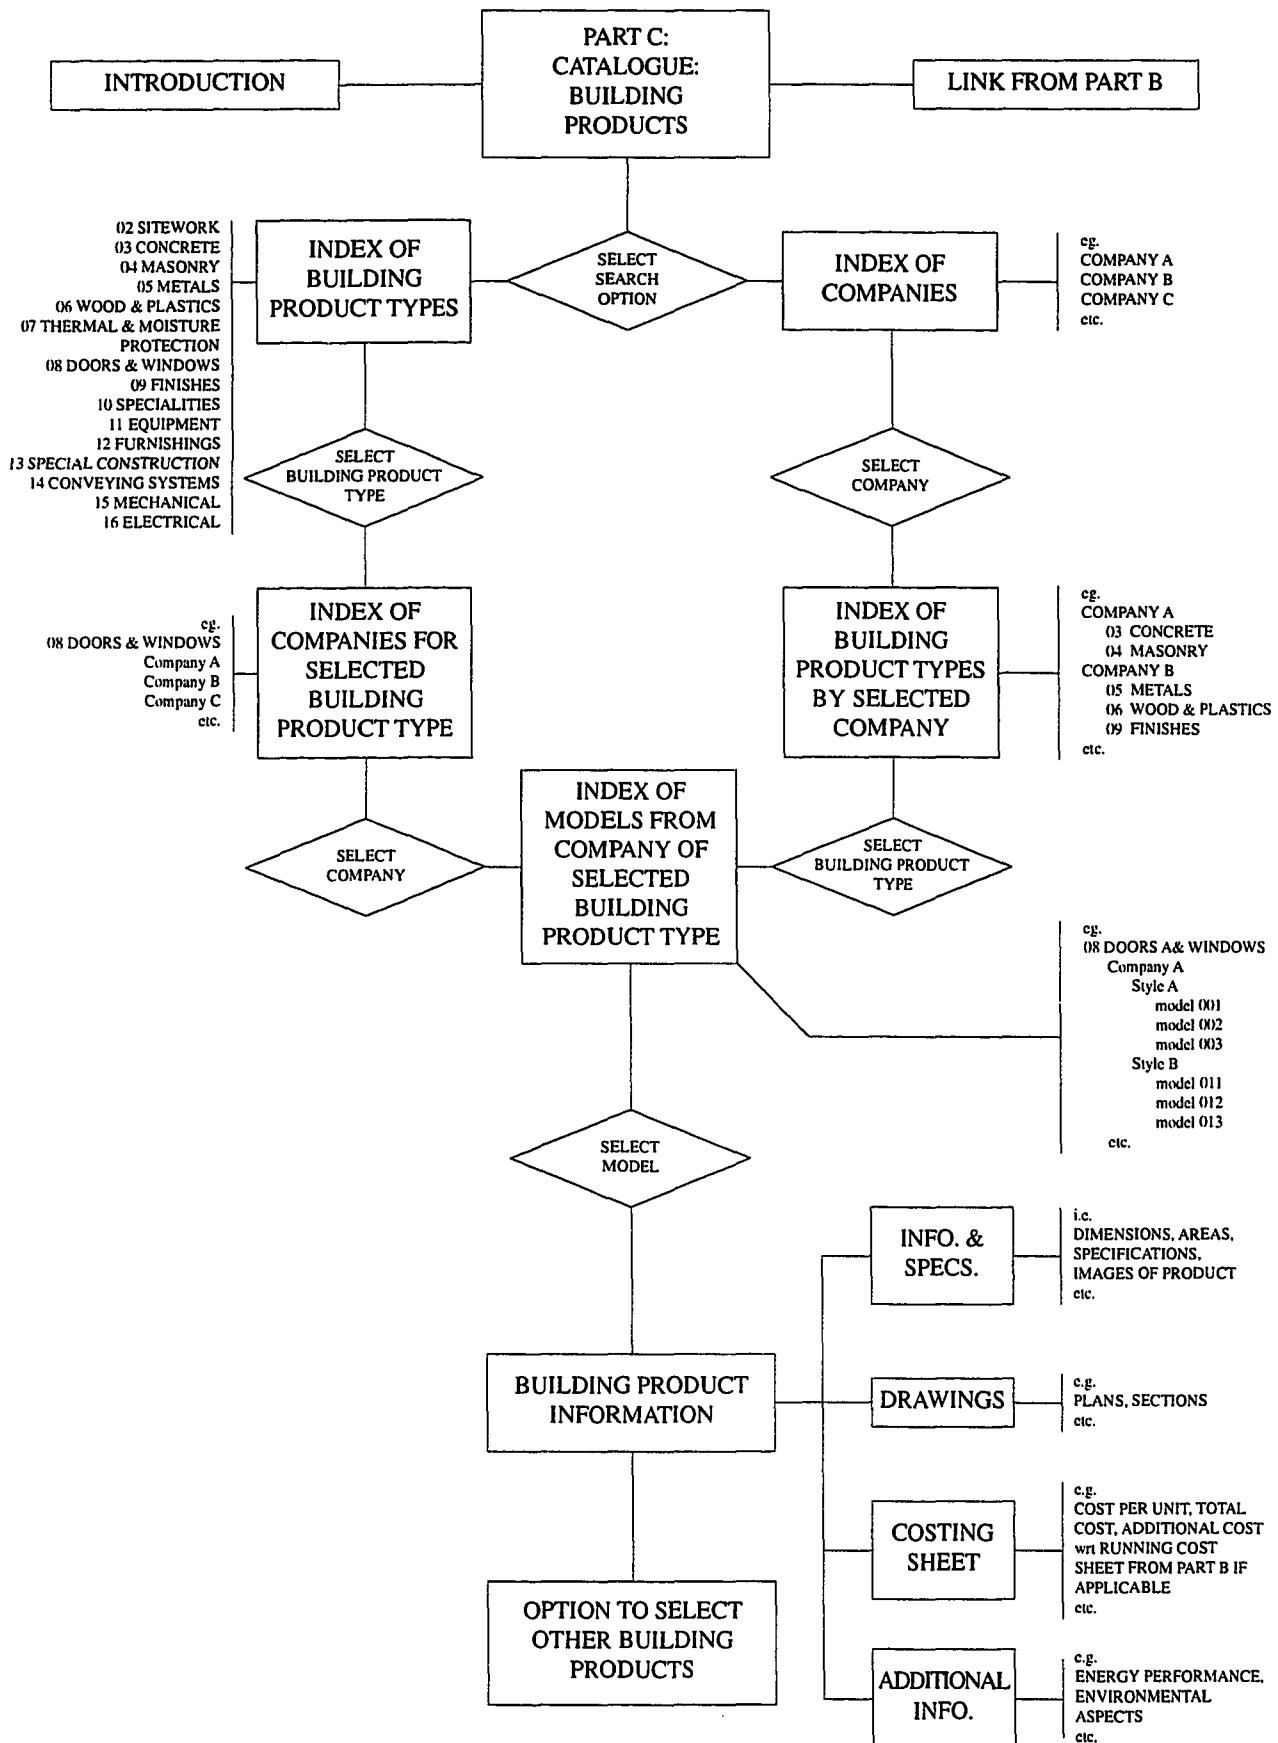 PART C:
CATALOGUE:
BUILDING
PRODUCTS
INTRODUCTION
LINK FROM PART B
02 SITEWORK
03 CONCRETE
04 MASONRY
05 METALS
06 WOOD & PLASTICS
07 THERMAL & MOISTURE
PROTECTION
08 DOORS & WINDOWS
09 FINISHES
10 SPECIALITIES
11 EQUIPMENT
12 FURNISHINGS
13 SPECIAL CONSTRUCTION
14 CONVEYING SYSTEMS
15 MECHANICAL
16 ELECTRICAL
INDEX OF
BUILDING
PRODUCT TYPES
SELECT
SEARCH
OPTION
INDEX OF
COMPANIES
eg.
COMPANY A
COMPANY B
COMPANY C
etc.
SELECT
BUILDING PRODUCT
TYPE
SELECT
COMPANY
eg.
08 DOORS & WINDOWS
Company A
Company B
Company C
etc.
INDEX OF
COMPANIES FOR
SELECTED
BUILDING
PRODUCT TYPE
INDEX OF
BUILDING
PRODUCT TYPES
BY SELECTED
COMPANY
eg.
COMPANY A
03 CONCRETE
04 MASONRY
COMPANY B
05 METALS
06 WOOD & PLASTICS
09 FINISHES
etc.
SELECT
COMPANY
INDEX OF
MODELS FROM
COMPANY OF
SELECTED
BUILDING
PRODUCT TYPE
SELECT
BUILDING PRODUCT
TYPE
eg.
08 DOORS A& WINDOWS
Company A
Style A
model 001
model 002
model 003
Style B
model 011
model 012
model 013
etc.
SELECT
MODEL
INFO. &
SPECS.
i.e.
DIMENSIONS, AREAS,
SPECIFICATIONS,
IMAGES OF PRODUCT
etc.
BUILDING PRODUCT
INFORMATION
DRAWINGS
e.g.
PLANS, SECTIONS
etc.
COSTING
SHEET
e.g.
COST PER UNIT, TOTAL
COST, ADDITIONAL COST
wrt RUNNING COST
SHEET FROM PART B IF
APPLICABLE
etc.
OPTION TO SELECT
OTHER BUILDING
PRODUCTS
ADDITIONAL
INFO.
e.g.
ENERGY PERFORMANCE,
ENVIRONMENTAL
ASPECTS
etc.